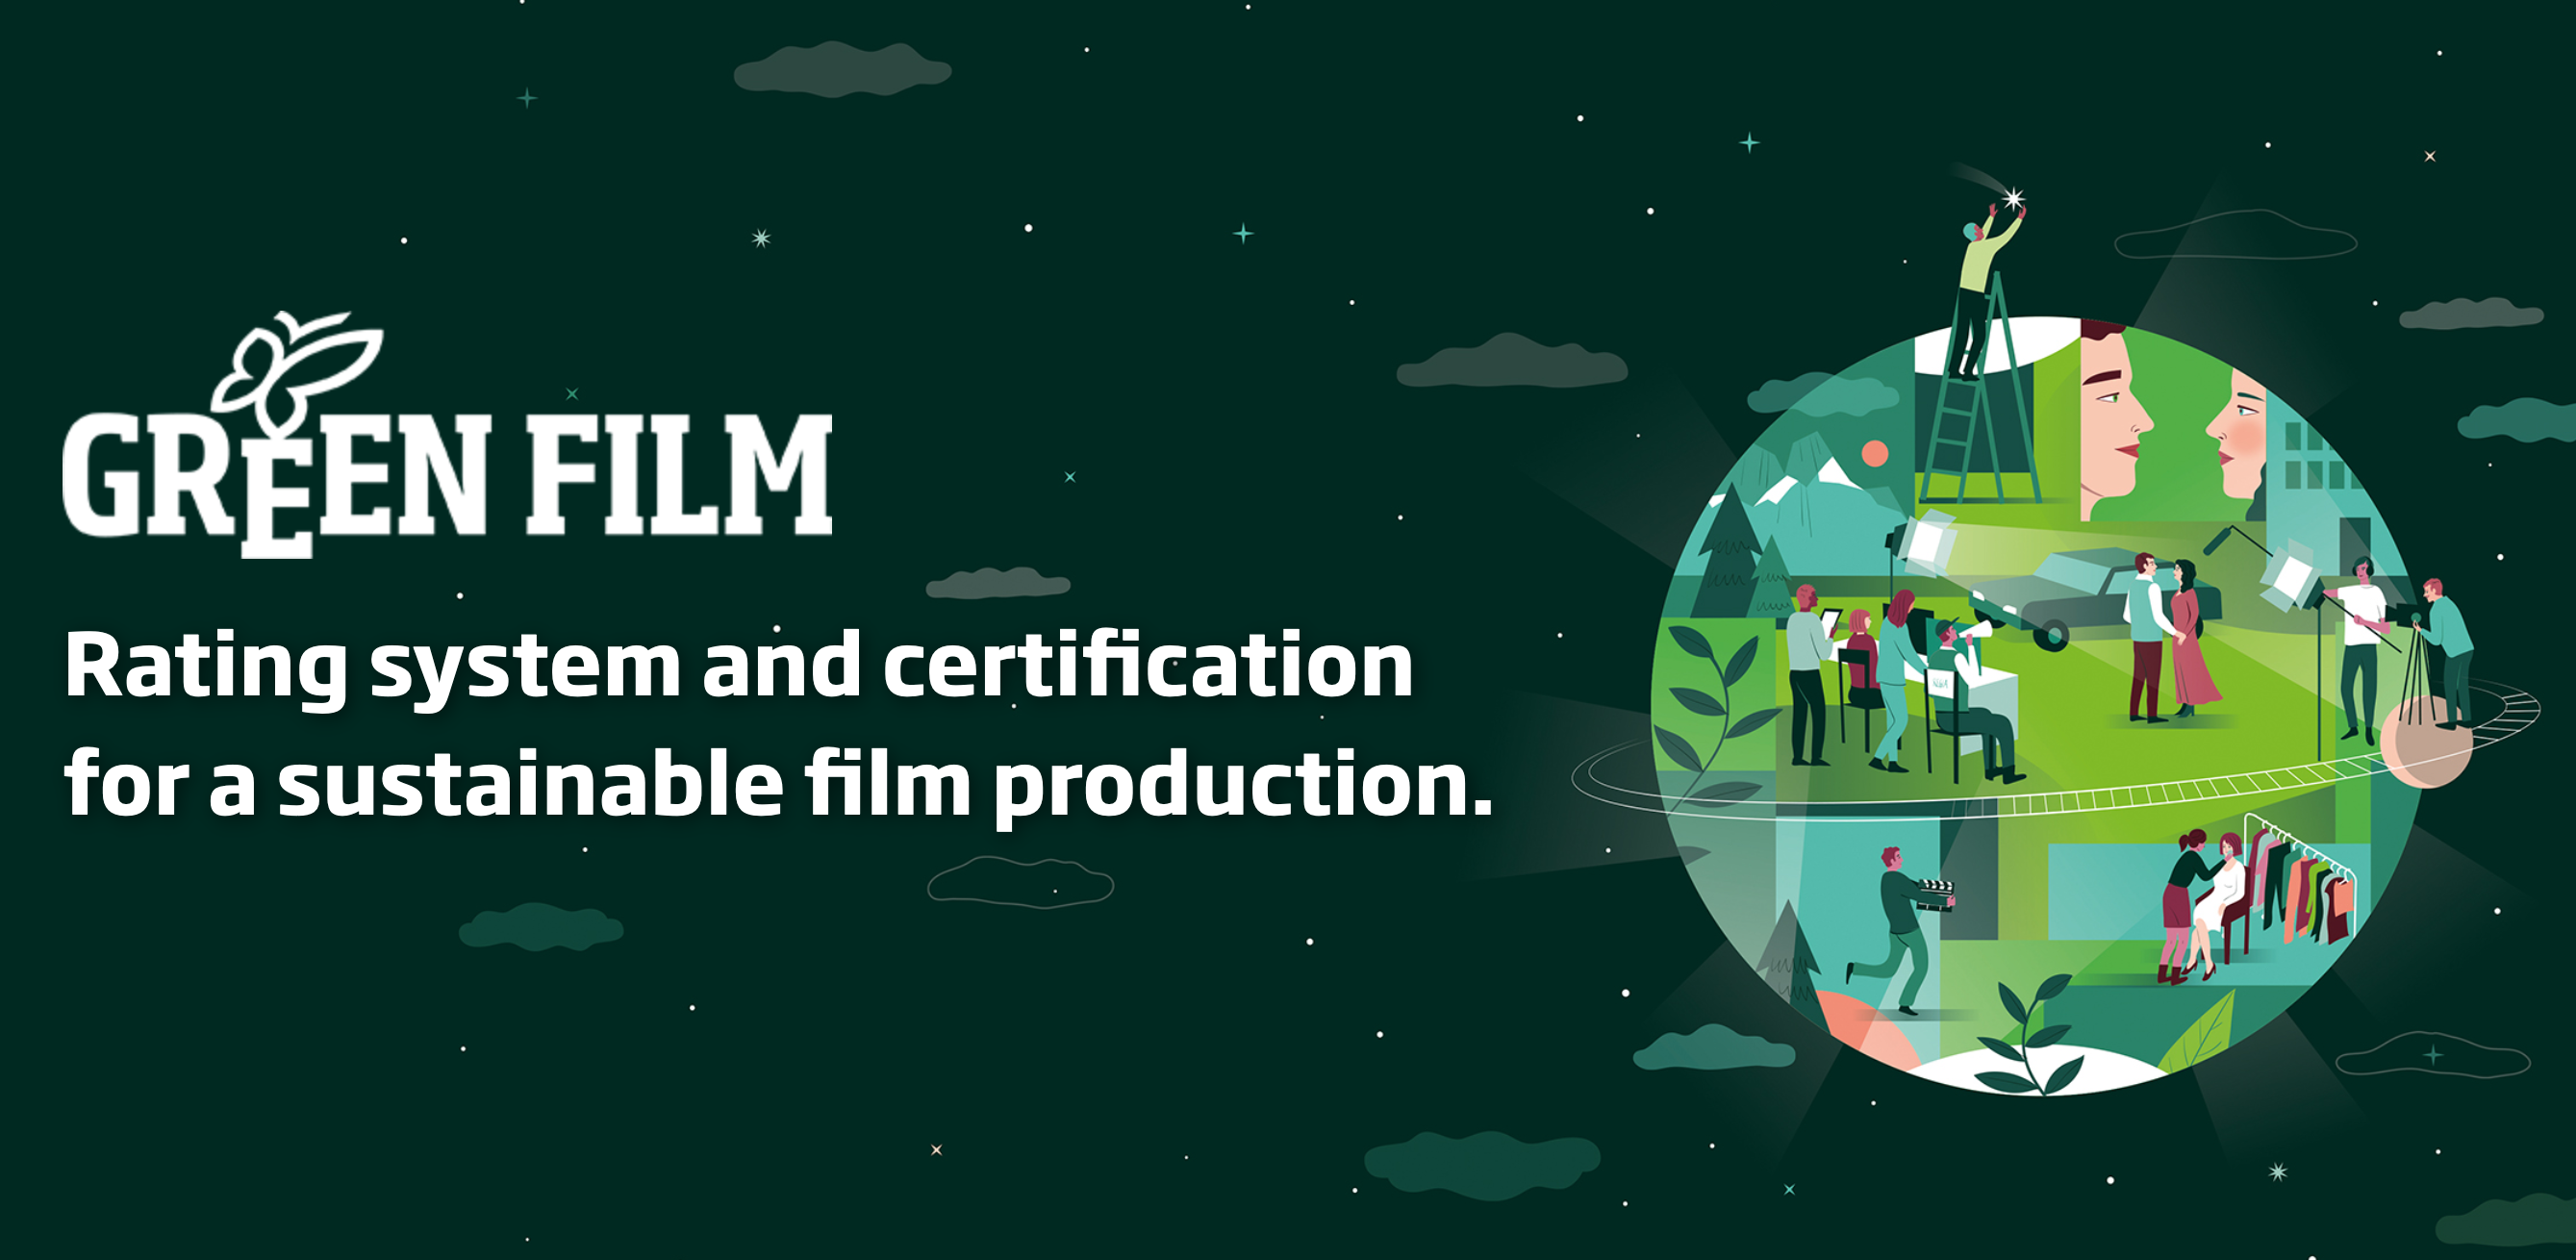 GREEN FILM
Rating system and certification
for a sustainable film production.